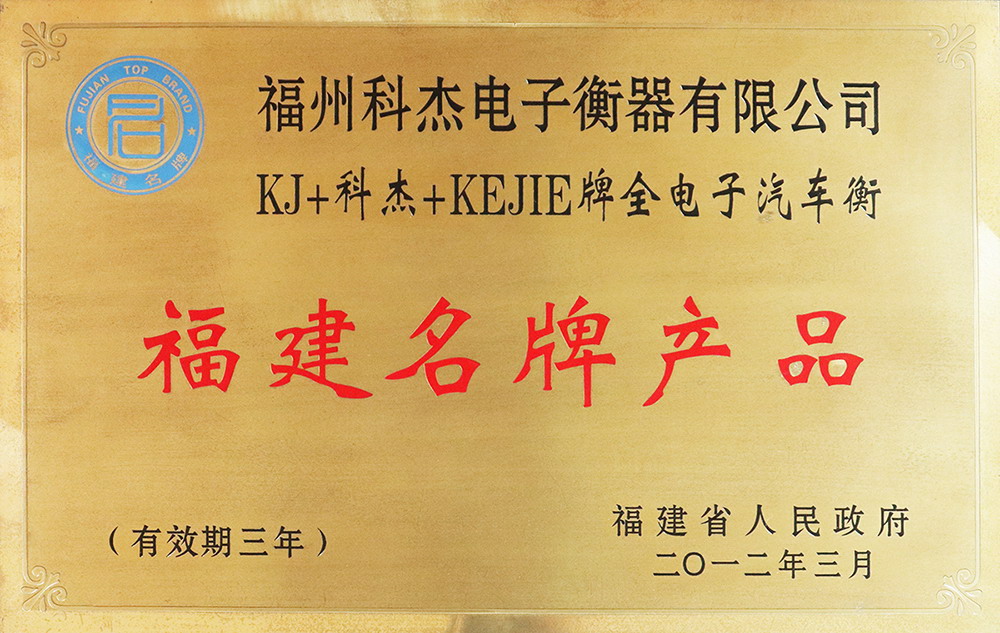 FUJIAN TOP BRAND
福建名牌
福州科杰电子衡器有限公司
KJ+科杰+KEJIE牌全电子汽车衡
福建名牌产品
（有效期三年）
福建省人民政府
二〇一二年三月